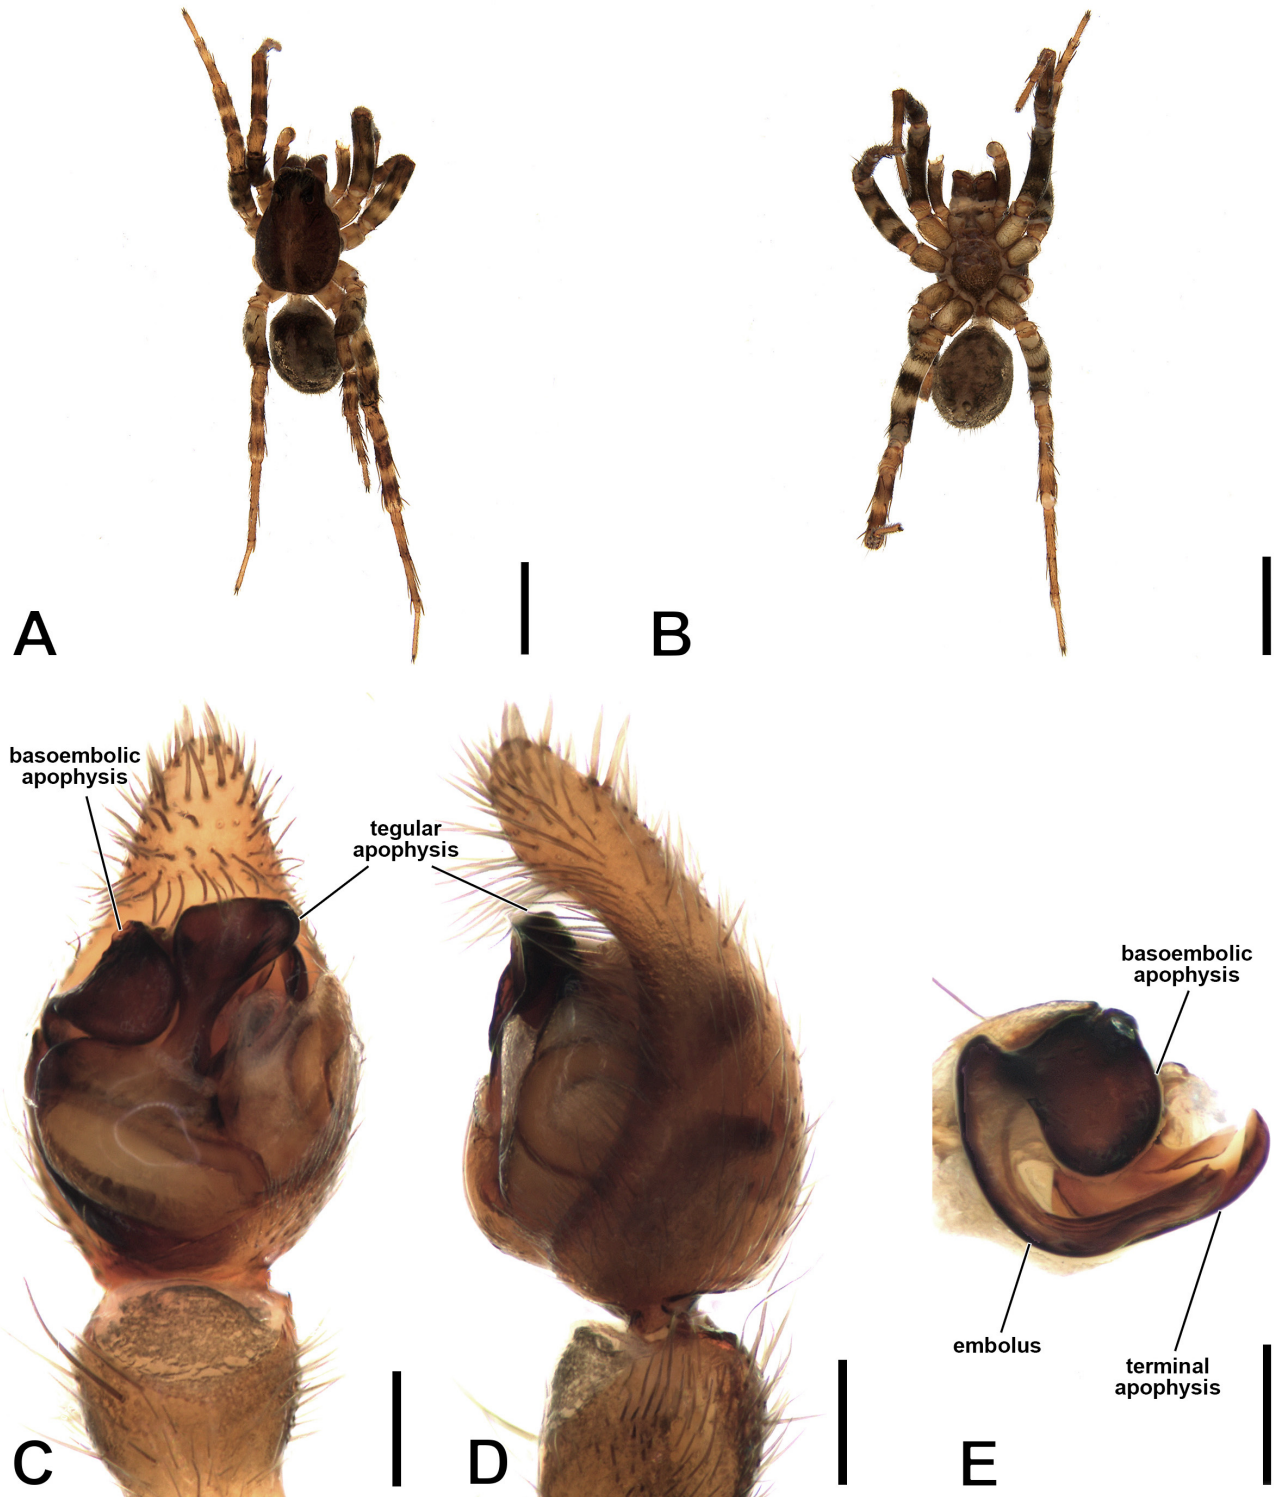 A
B
basoembolic
apophysis
tegular
apophysis
basoembolic
apophysis
embolus
terminal
apophysis
C
D
E